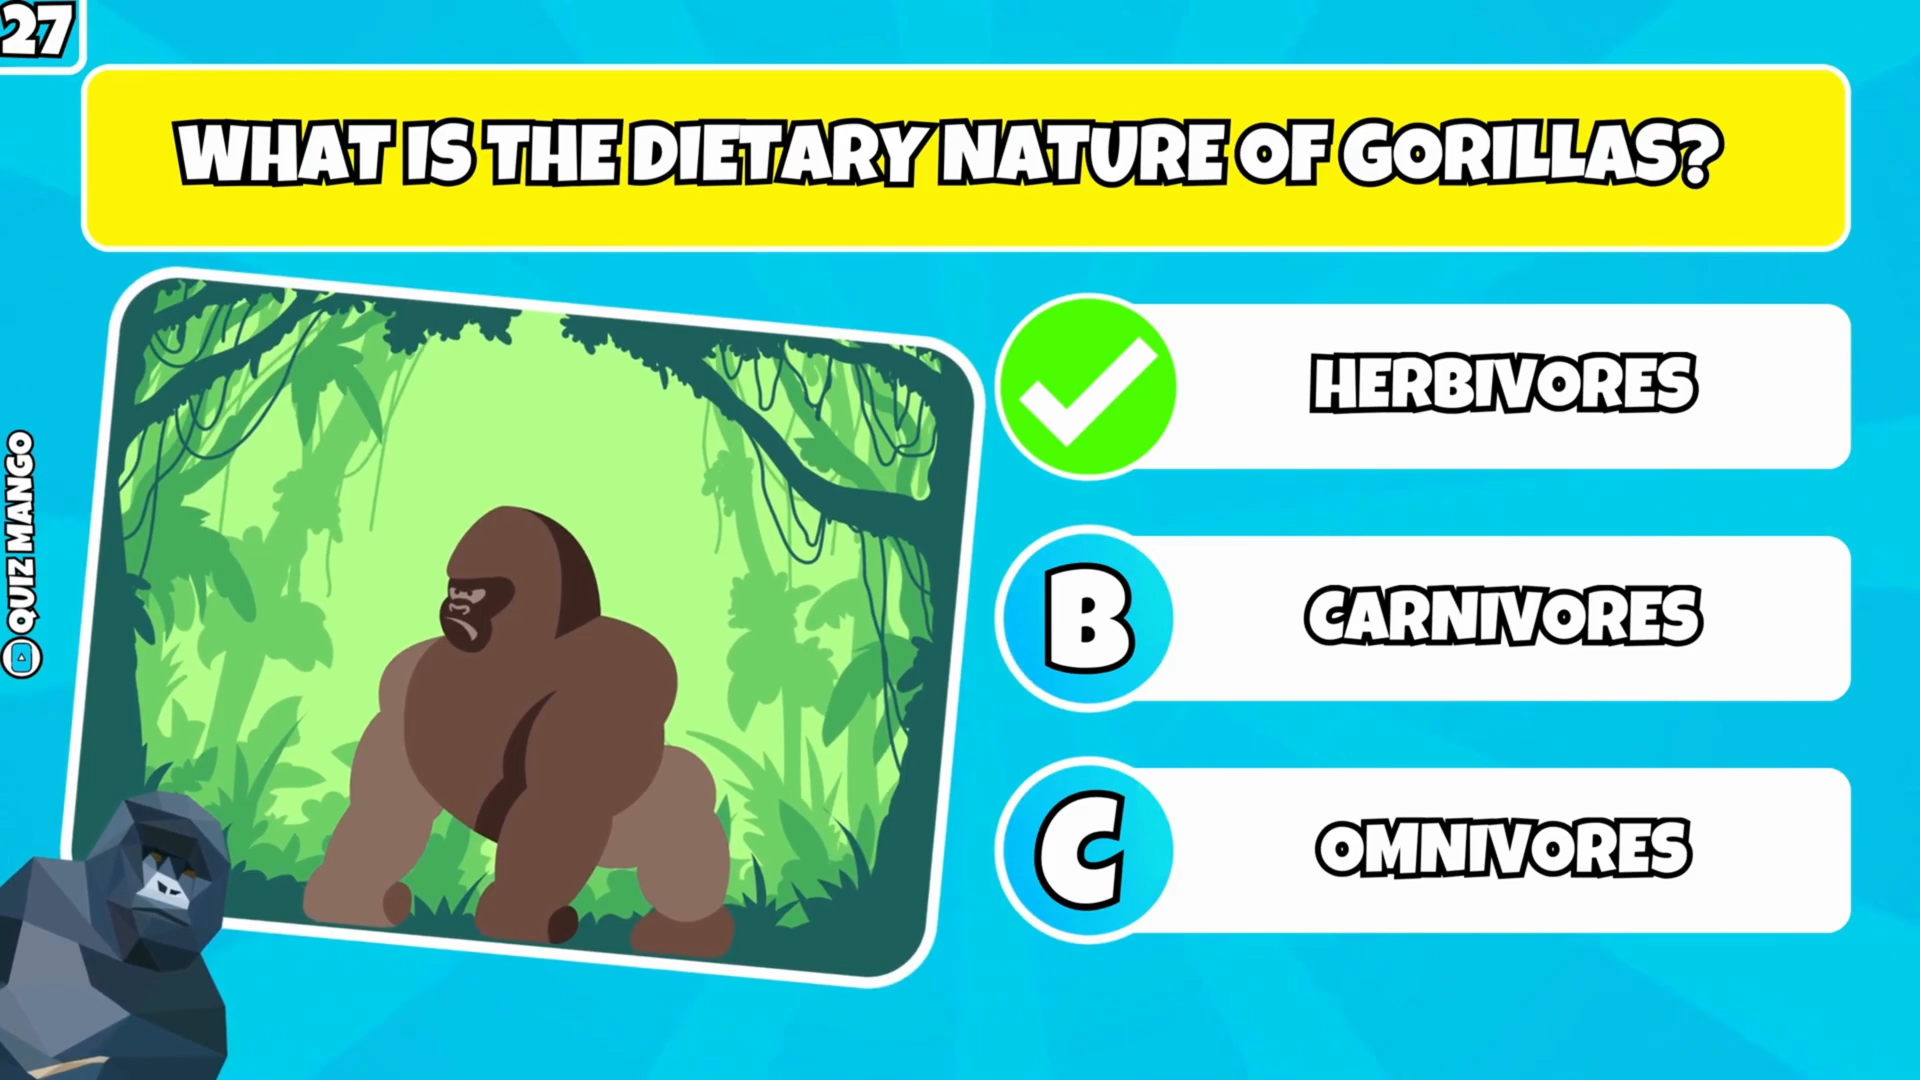 27
WHAT IS THE DIETARY NATURE OF GORILLAS?
HERBIVORES
B
CARNIVORES
C
OMNIVORES
QUIZ MANGO